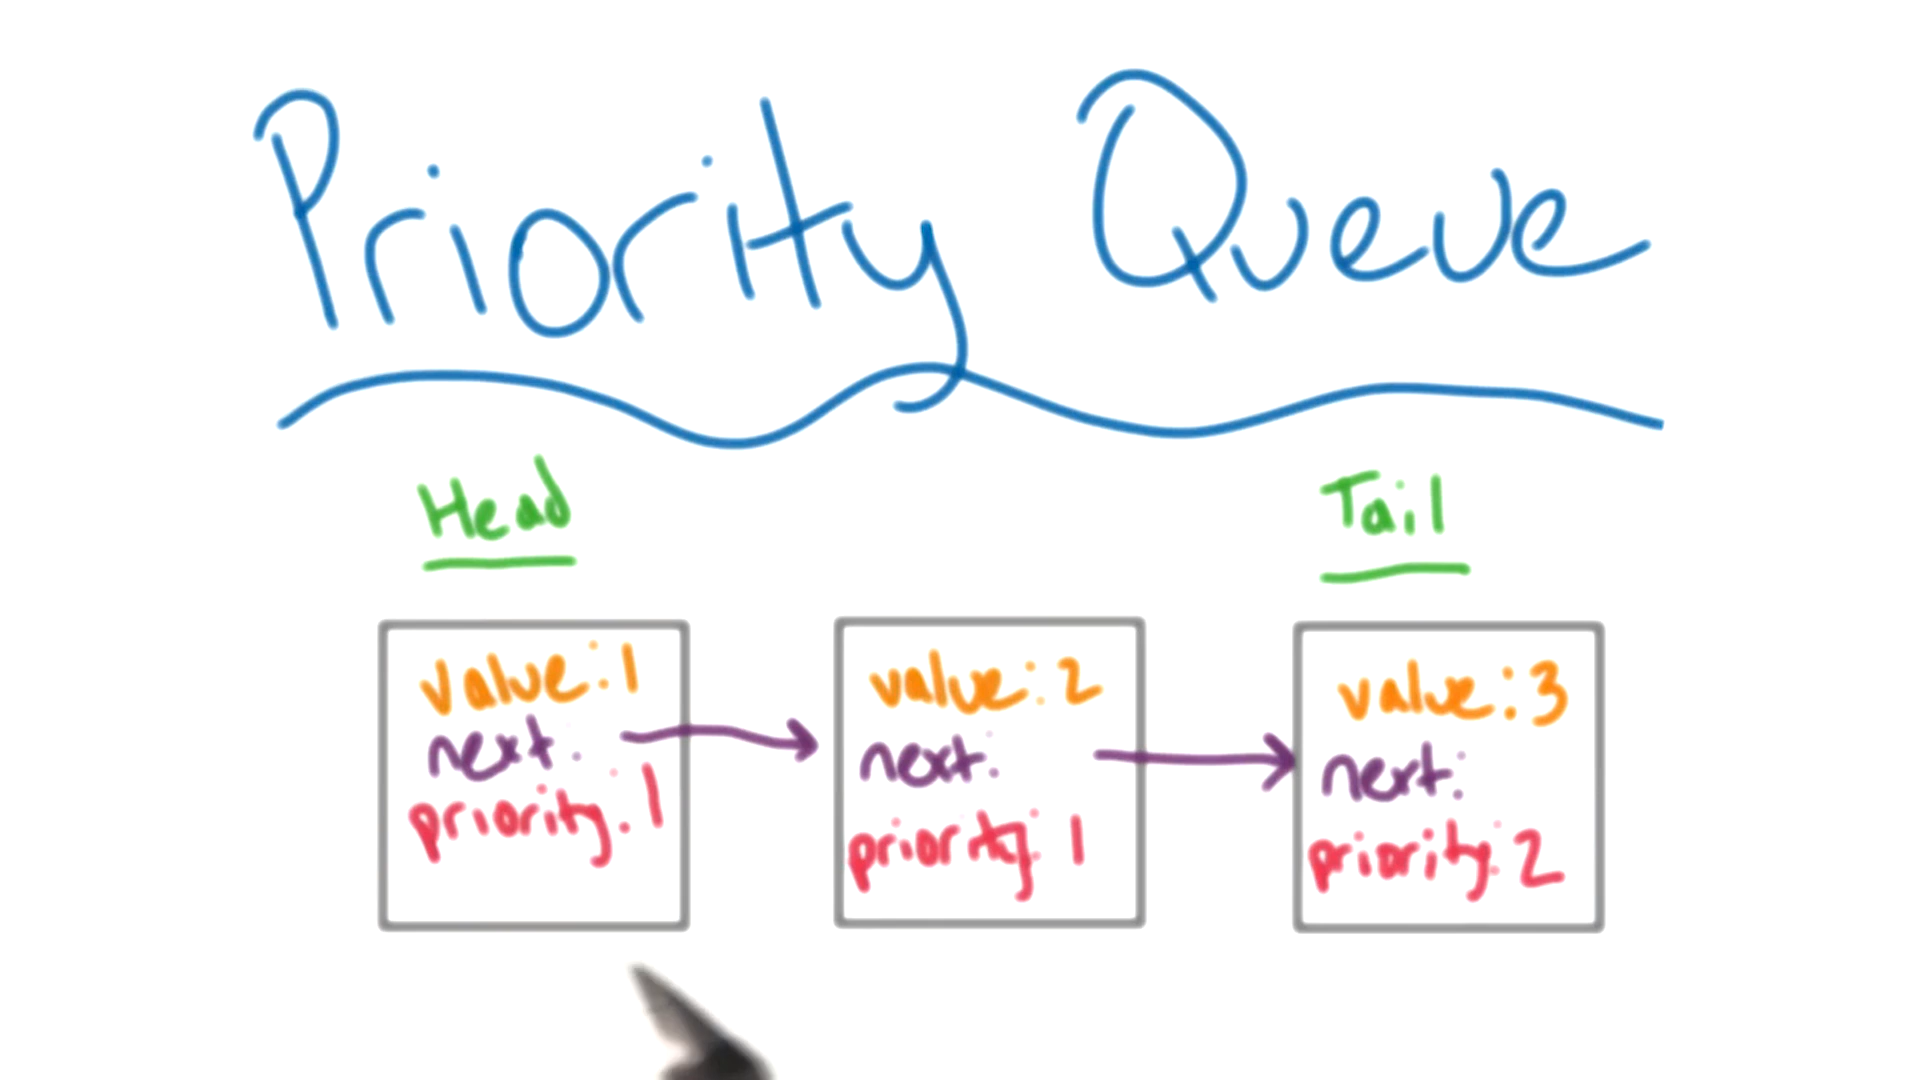 Priority Queue
Head
Tail
value: 1
next:
priority: 1
value: 2
next:
priority: 1
value: 3
next:
priority: 2